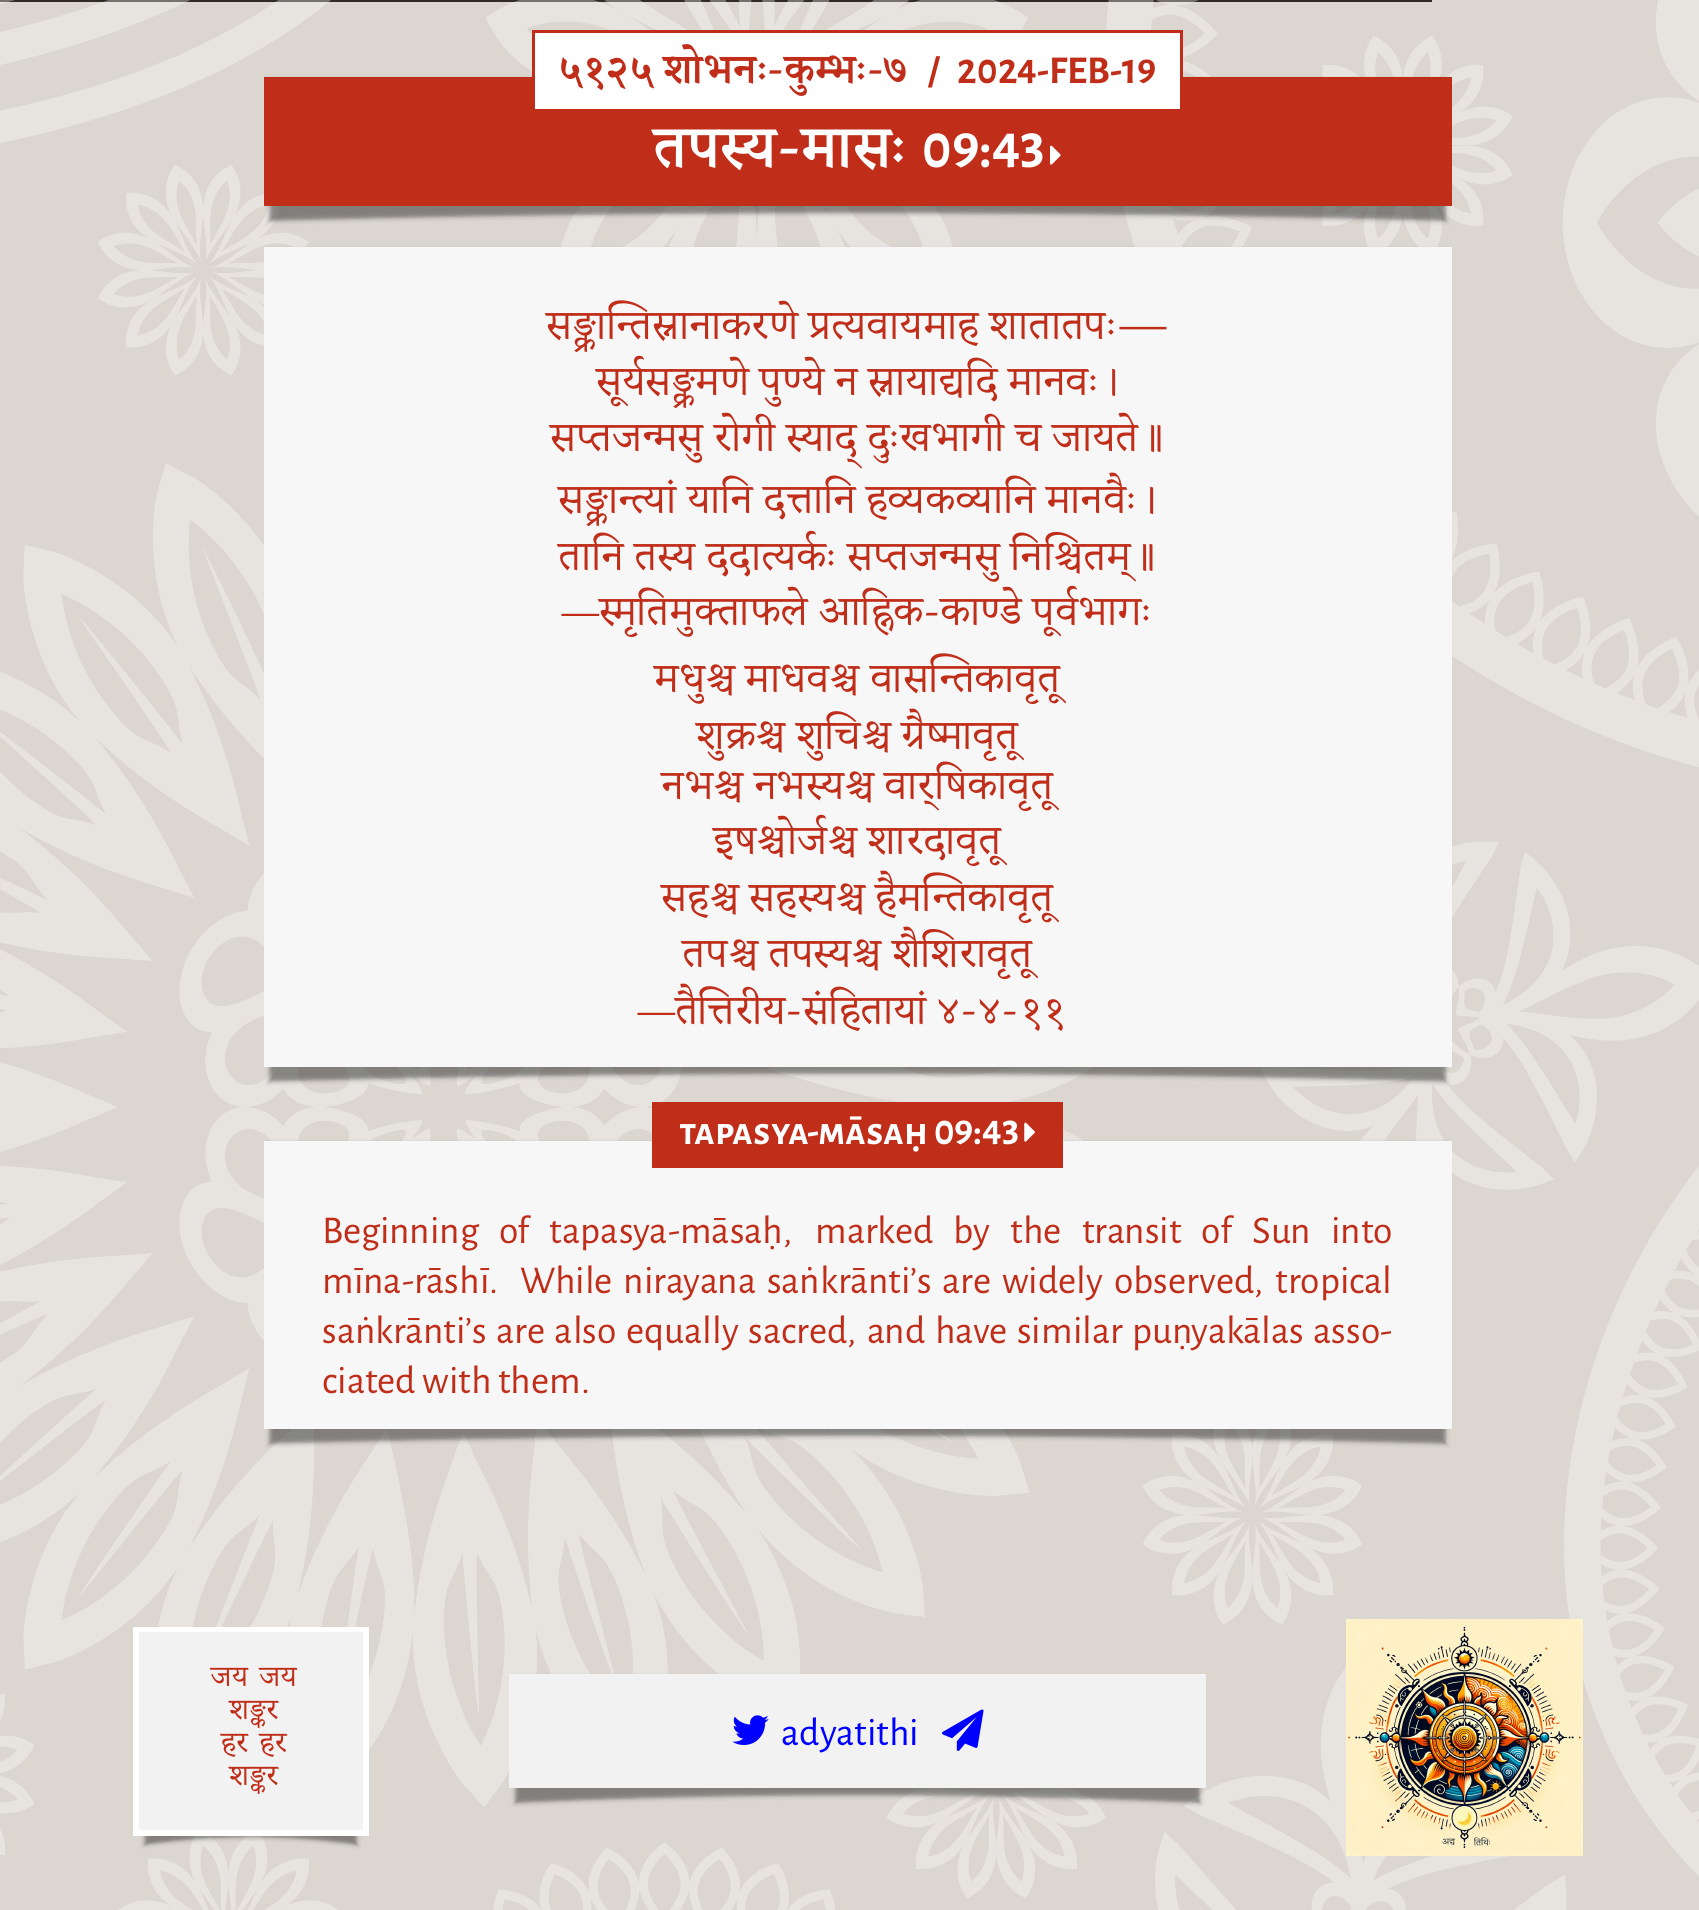 ५१२५ शोभनः-कुम्भः-७ / 2024-FEB-19
तपस्य-मासः 09:43
सङ्क्रान्तिस्नानाकरणे प्रत्यवायमाह शातातपः—
सूर्यसङ्क्रमणे पुण्ये न स्नायाद्यदि मानवः।
सप्तजन्मसु रोगी स्याद् दुःखभागी च जायते॥
सङ्क्रान्त्यां यानि दत्तानि हव्यकव्यानि मानवैः।
तानि तस्य ददात्यर्कः सप्तजन्मसु निश्चितम्॥
—स्मृतिमुक्ताफले आह्निक-काण्डे पूर्वभागः
मधुश्च माधवश्च वासन्तिकावृतू
शुक्रश्च शुचिश्च ग्रैष्मावृतू
नभश्च नभस्यश्च वार्‌षिकावृतू
इषश्चोर्जश्च शारदावृतू
सहश्च सहस्यश्च हैमन्तिकावृतू
तपश्च तपस्यश्च शैशिरावृतू
—तैत्तिरीय-संहितायां ४-४-११
TAPASYA-MĀSAḤ 09:43
Beginning of tapasya-māsaḥ, marked by the transit of Sun into
mīna-rāshī. While nirayana saṅkrānti’s are widely observed, tropical
saṅkrānti’s are also equally sacred, and have similar puṇyakālas asso-
ciated with them.
जय जय
शङ्कर
हर हर
शङ्कर
adyatithi
अद्य तिथिः